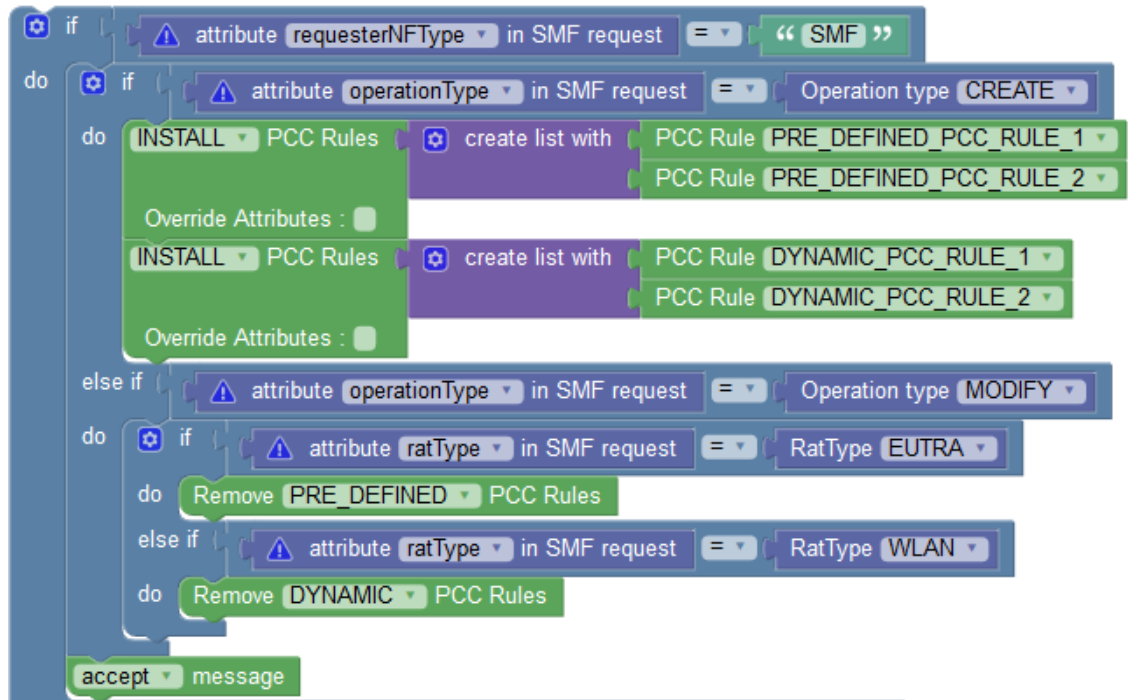 if attribute requesterNFType in SMF request = “ SMF ”
do if attribute operationType in SMF request = Operation type CREATE
do INSTALL PCC Rules create list with PCC Rule PRE_DEFINED_PCC_RULE_1
PCC Rule PRE_DEFINED_PCC_RULE_2
Override Attributes :
INSTALL PCC Rules create list with PCC Rule DYNAMIC_PCC_RULE_1
PCC Rule DYNAMIC_PCC_RULE_2
Override Attributes :
else if attribute operationType in SMF request = Operation type MODIFY
do if attribute ratType in SMF request = RatType EUTRA
do Remove PRE_DEFINED PCC Rules
else if attribute ratType in SMF request = RatType WLAN
do Remove DYNAMIC PCC Rules
accept message